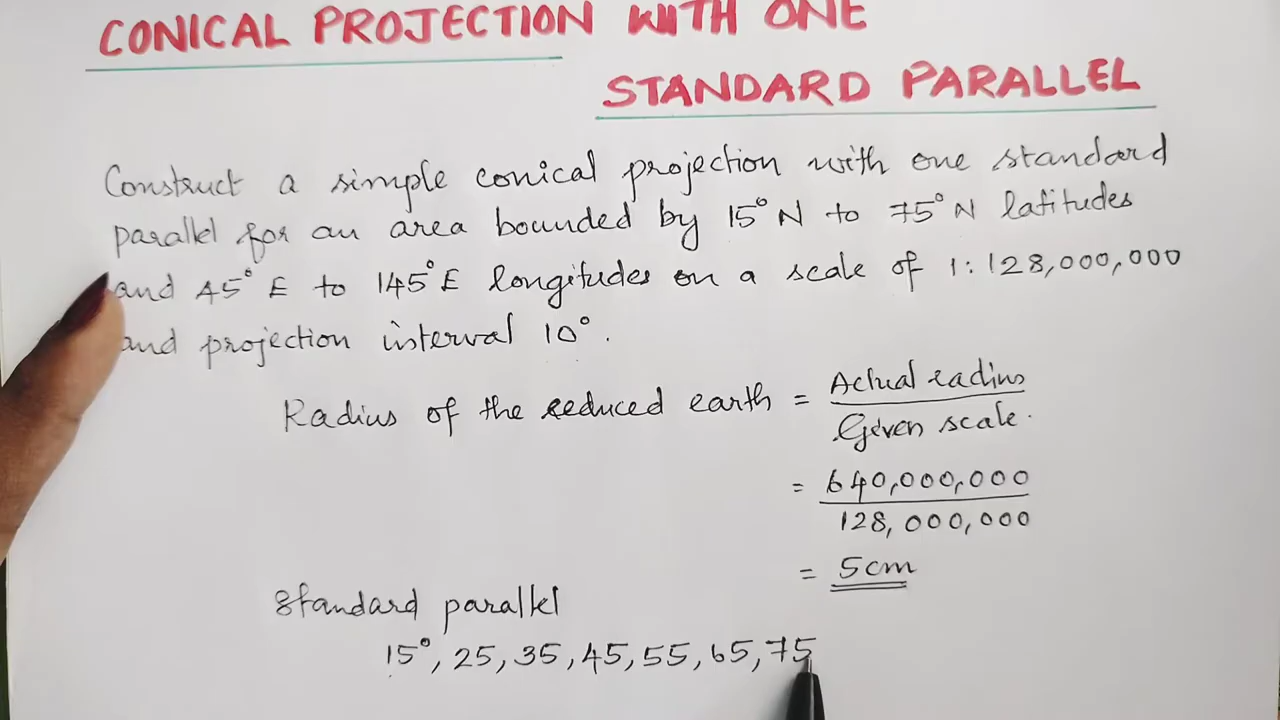 CONICAL PROJECTION WITH ONE
STANDARD PARALLEL
Construct a simple conical projection with one standard
parallel for an area bounded by 15° N to 75° N latitudes
and 45° E to 145° E longitudes on a scale of 1:128,000,000
and projection interval 10°.
Radius of the reduced earth = Actual radius
Given scale.
= 640,000,000
128,000,000
= 5cm
Standard parallel
15°, 25, 35, 45, 55, 65, 75